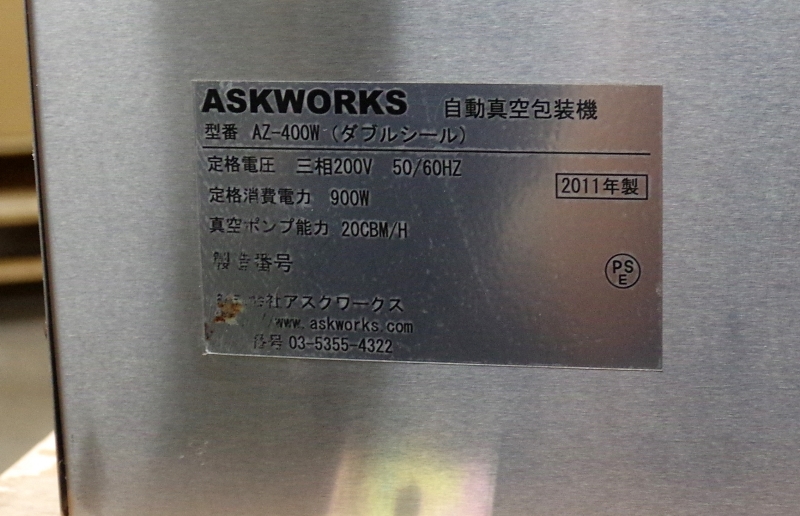 ASKWORKS 自動真空包装機
型番 AZ-400W (ダブルシール)
定格電圧 三相200V 50/60HZ
2011年製
定格消費電力 900W
真空ポンプ能力 20CBM/H
製造番号
PS
E
アスクワークス
www.askworks.com
番号 03-5355-4322